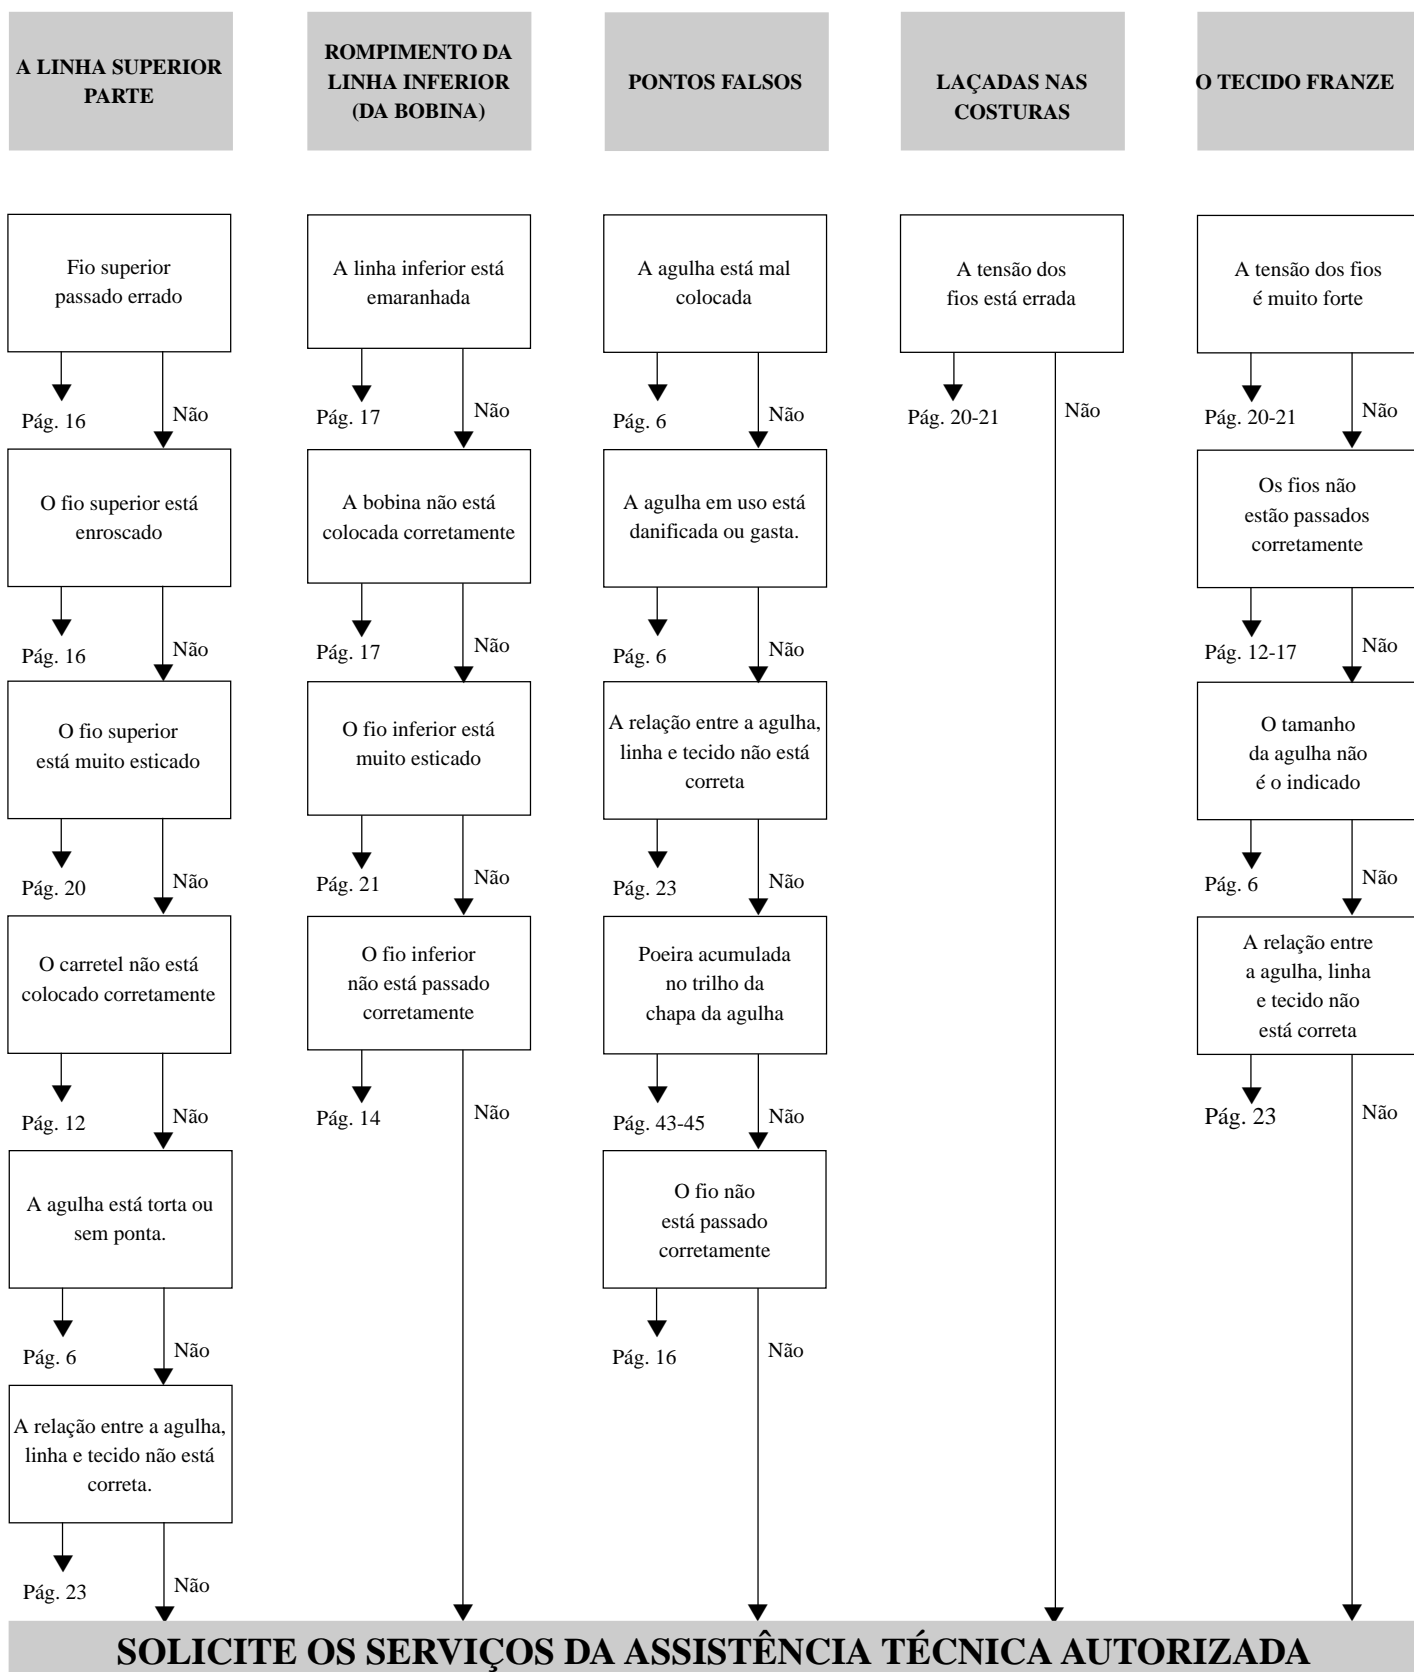 A LINHA SUPERIOR
PARTE
ROMPIMENTO DA
LINHA INFERIOR
(DA BOBINA)
PONTOS FALSOS
LAÇADAS NAS
COSTURAS
O TECIDO FRANZE
Fio superior
passado errado
Pág. 16
Não
O fio superior está
enroscado
Pág. 16
Não
O fio superior
está muito esticado
Pág. 20
Não
O carretel não está
colocado corretamente
Pág. 12
Não
A agulha está torta ou
sem ponta.
Pág. 6
Não
A relação entre a agulha,
linha e tecido não está
correta.
Pág. 23
Não
A linha inferior está
emaranhada
Pág. 17
Não
A bobina não está
colocada corretamente
Pág. 17
Não
O fio inferior está
muito esticado
Pág. 21
Não
O fio inferior
não está passado
corretamente
Pág. 14
Não
A agulha está mal
colocada
Pág. 6
Não
A agulha em uso está
danificada ou gasta.
Pág. 6
Não
A relação entre a agulha,
linha e tecido não está
correta
Pág. 23
Não
Poeira acumulada
no trilho da
chapa da agulha
Pág. 43-45
Não
O fio não
está passado
corretamente
Pág. 16
Não
A tensão dos
fios está errada
Pág. 20-21
Não
A tensão dos fios
é muito forte
Pág. 20-21
Não
Os fios não
estão passados
corretamente
Pág. 12-17
Não
O tamanho
da agulha não
é o indicado
Pág. 6
Não
A relação entre
a agulha, linha
e tecido não
está correta
Pág. 23
Não
SOLICITE OS SERVIÇOS DA ASSISTÊNCIA TÉCNICA AUTORIZADA